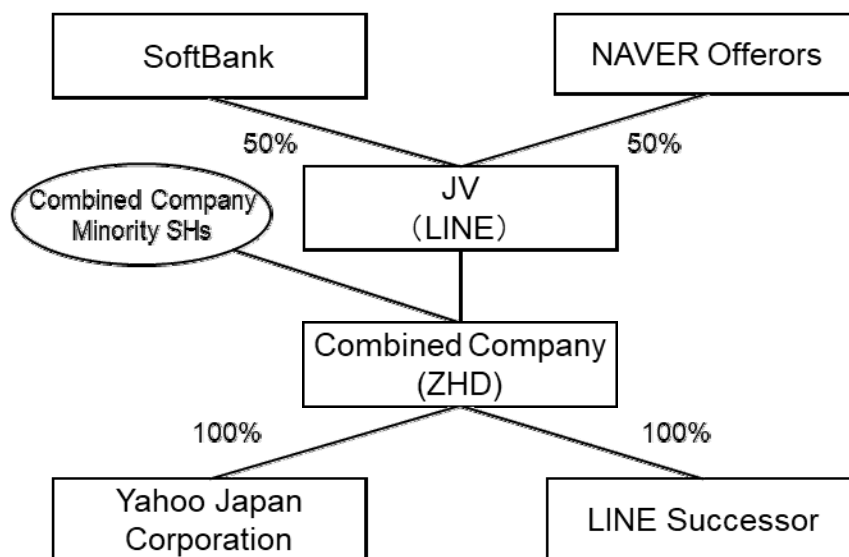 SoftBank
NAVER Offerors
50%
50%
Combined Company
Minority SHs
JV
（LINE）
Combined Company
(ZHD)
100%
100%
Yahoo Japan
Corporation
LINE Successor